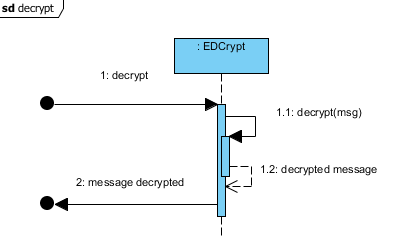 sd decrypt
: EDCrypt
1: decrypt
1.1: decrypt(msg)
1.2: decrypted message
2: message decrypted